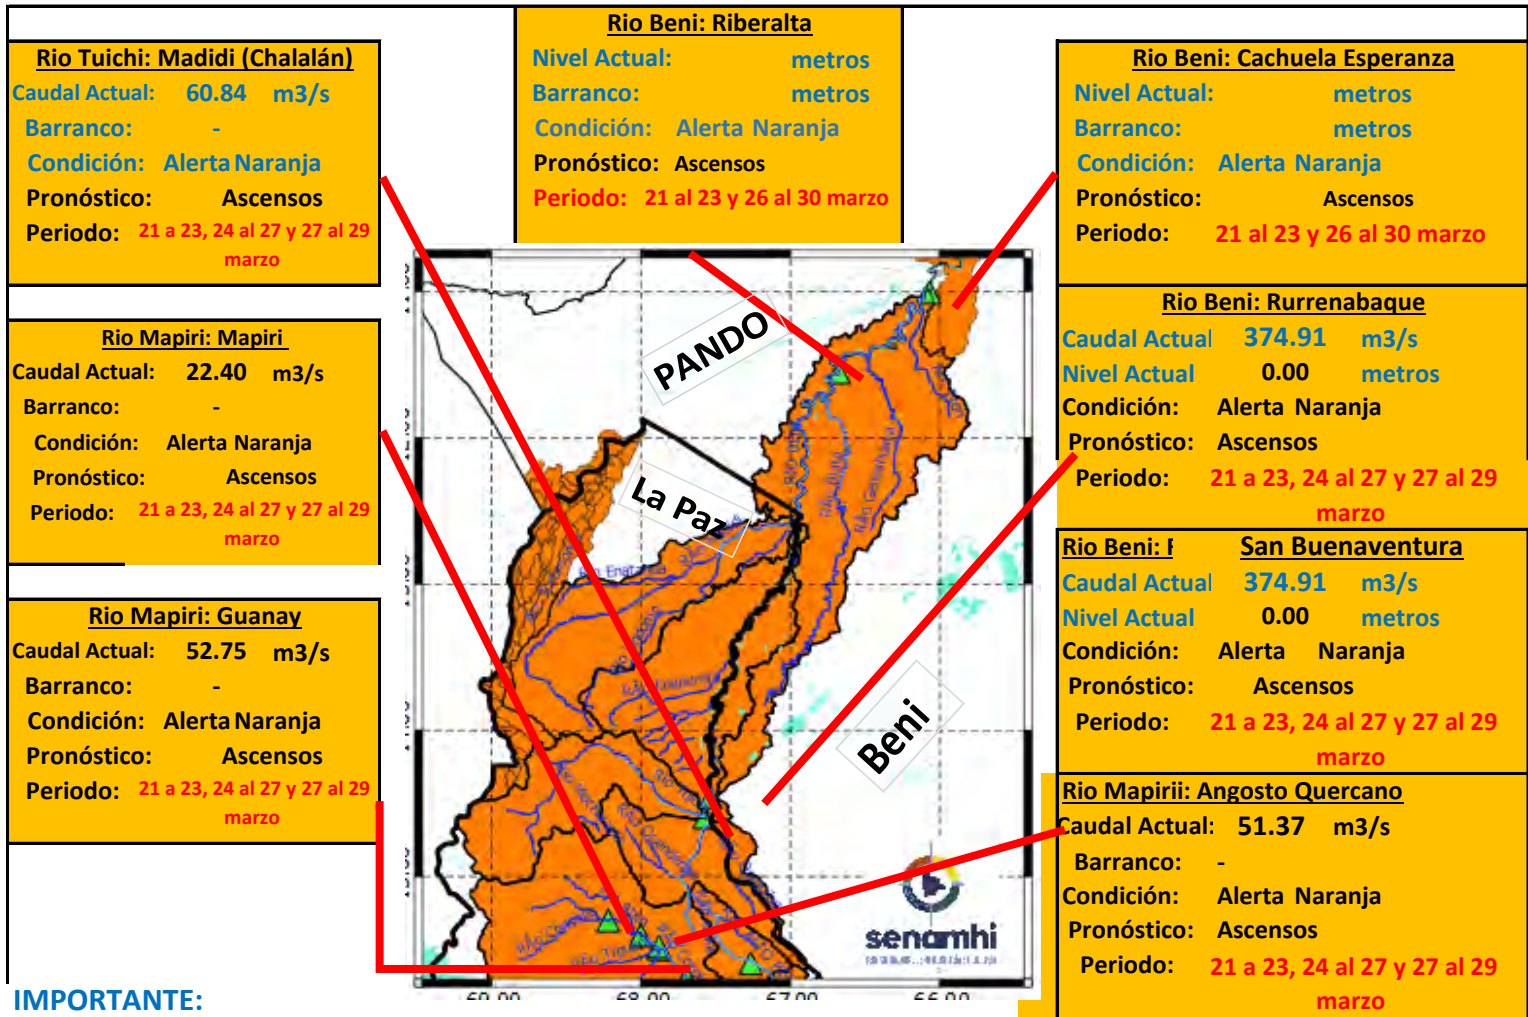 Rio Beni: Riberalta
Nivel Actual: metros
Barranco: metros
Condición: Alerta Naranja
Pronóstico: Ascensos
Periodo: 21 al 23 y 26 al 30 marzo
Rio Tuichi: Madidi (Chalalán)
Caudal Actual: 60.84 m3/s
Barranco: -
Condición: Alerta Naranja
Pronóstico: Ascensos
Periodo: 21 a 23, 24 al 27 y 27 al 29
marzo
Rio Mapiri: Mapiri
Caudal Actual: 22.40 m3/s
Barranco: -
Condición: Alerta Naranja
Pronóstico: Ascensos
Periodo: 21 a 23, 24 al 27 y 27 al 29
marzo
Rio Mapiri: Guanay
Caudal Actual: 52.75 m3/s
Barranco: -
Condición: Alerta Naranja
Pronóstico: Ascensos
Periodo: 21 a 23, 24 al 27 y 27 al 29
marzo
Rio Beni: Cachuela Esperanza
Nivel Actual: metros
Barranco: metros
Condición: Alerta Naranja
Pronóstico: Ascensos
Periodo: 21 al 23 y 26 al 30 marzo
Rio Beni: Rurrenabaque
Caudal Actual 374.91 m3/s
Nivel Actual 0.00 metros
Condición: Alerta Naranja
Pronóstico: Ascensos
Periodo: 21 a 23, 24 al 27 y 27 al 29
marzo
Rio Beni: San Buenaventura
Caudal Actual 374.91 m3/s
Nivel Actual 0.00 metros
Condición: Alerta Naranja
Pronóstico: Ascensos
Periodo: 21 a 23, 24 al 27 y 27 al 29
marzo
Rio Mapirii: Angosto Quercano
Caudal Actual: 51.37 m3/s
Barranco: -
Condición: Alerta Naranja
Pronóstico: Ascensos
Periodo: 21 a 23, 24 al 27 y 27 al 29
marzo
PANDO
La Paz
Beni
senamhi
69.00 68.00 67.00 66.00
IMPORTANTE: